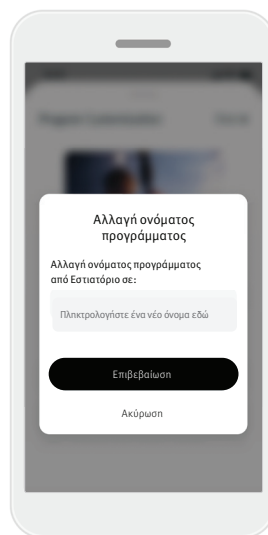 Αλλαγή ονόματος
προγράμματος
Αλλαγή ονόματος προγράμματος
από Εστιατόριο σε:
Πληκτρολογήστε ένα νέο όνομα εδώ
Επιβεβαίωση
Ακύρωση